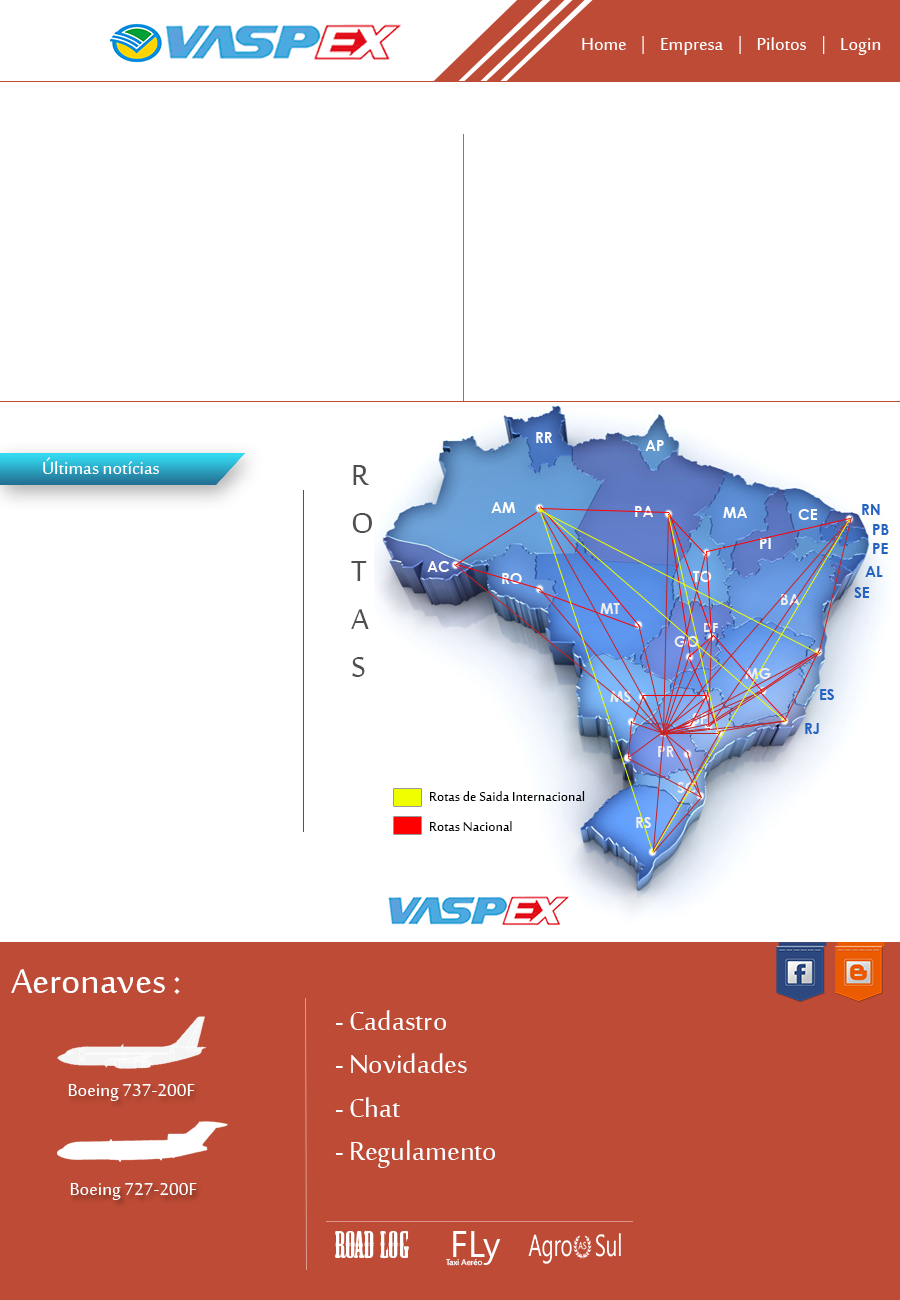 VASPEX
Home | Empresa | Pilotos | Login
Últimas notícias
ROTAS
RR
AP
AM
PA
MA
CE
RN
PB
PI
PE
AC
RO
TO
AL
SE
MT
BA
DF
GO
MG
MS
ES
SP
RJ
PR
SC
RS
Rotas de Saida Internacional
Rotas Nacional
VASPEX
Aeronaves :
Boeing 737-200F
Boeing 727-200F
- Cadastro
- Novidades
- Chat
- Regulamento
ROAD LOG
FLy
Taxi Aeréo
Agro AS Sul